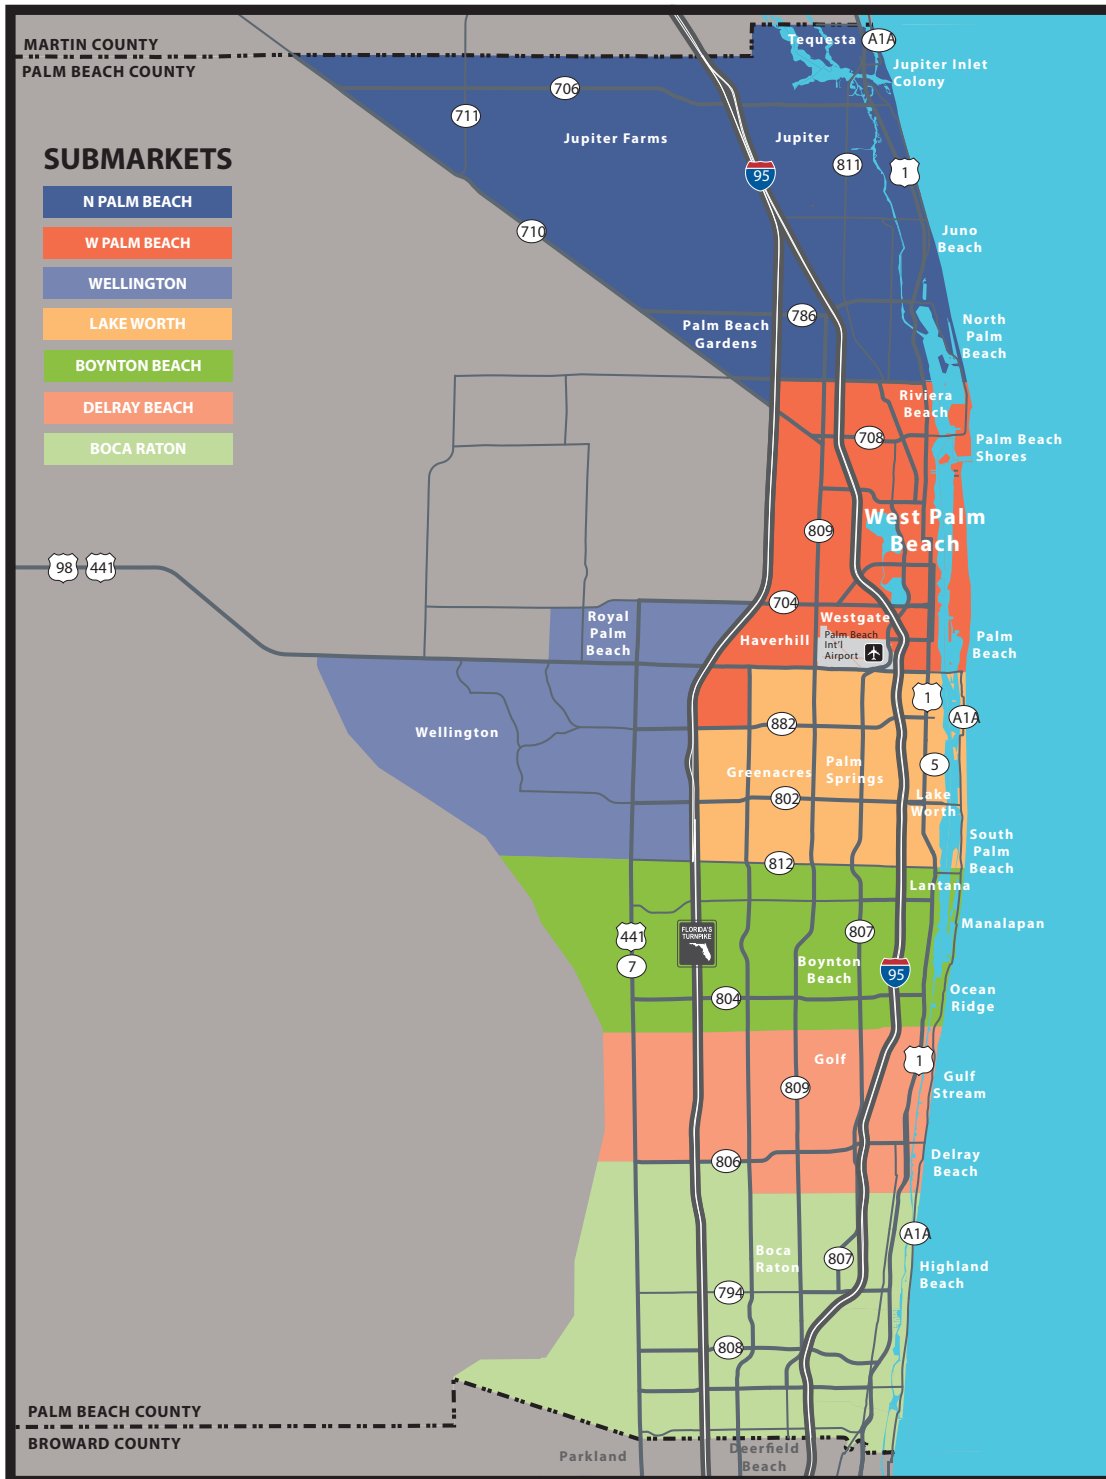 MARTIN COUNTY
PALM BEACH COUNTY
SUBMARKETS
N PALM BEACH
W PALM BEACH
WELLINGTON
LAKE WORTH
BOYNTON BEACH
DELRAY BEACH
BOCA RATON
Tequesta
A1A
Jupiter Inlet
Colony
706
711
Jupiter Farms
Jupiter
811
95
1
710
Juno
Beach
786
Palm Beach
Gardens
North
Palm
Beach
Riviera
Beach
708
Palm Beach
Shores
809
West Palm
Beach
98
441
704
Royal
Palm
Beach
Westgate
Haverhill
Palm Beach
Int'l
Airport
Palm
Beach
1
A1A
882
Wellington
Greenacres
Palm
Springs
5
802
Lake
Worth
South
Palm
Beach
812
Lantana
Manalapan
441
7
FLORIDA'S
TURNPIKE
807
Boynton
Beach
95
804
Ocean
Ridge
Golf
1
809
Gulf
Stream
806
Delray
Beach
A1A
Boca
Raton
807
Highland
Beach
794
808
PALM BEACH COUNTY
BROWARD COUNTY
Parkland
Deerfield
Beach